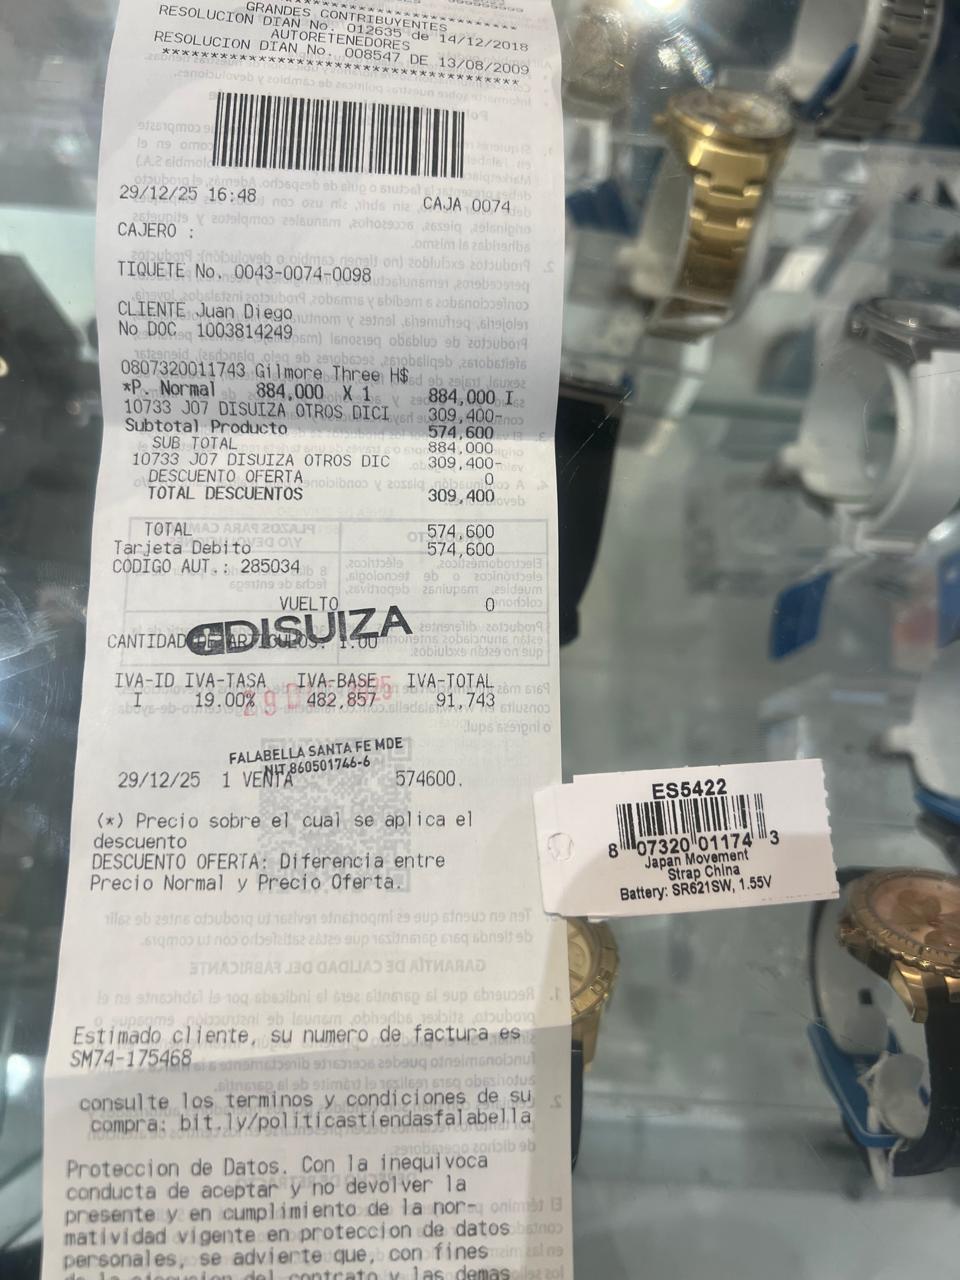 GRANDES CONTRIBUYENTES
RESOLUCION DIAN No. 012635 de 14/12/2018
AUTORETENEDORES
RESOLUCION DIAN No. 008547 DE 13/08/2009
****************************************
29/12/25 16:48 CAJA 0074
CAJERO :
TIQUETE No. 0043-0074-0098
CLIENTE Juan Diego
No DOC 1003814249
0807320011743 Gilmore Three H$
*P. Normal 884,000 X 1 884,000 I
10733 J07 DISUIZA OTROS DICI 309,400-
Subtotal Producto 574,600
SUB TOTAL 884,000
10733 J07 DISUIZA OTROS DIC 309,400-
DESCUENTO OFERTA 0
TOTAL DESCUENTOS 309,400
TOTAL 574,600
Tarjeta Debito 574,600
CODIGO AUT.: 285034
VUELTO 0
DISUIZA
CANTIDAD DE ARTICULOS: 1.00
IVA-ID IVA-TASA IVA-BASE IVA-TOTAL
I 19.00% 482,857 91,743
FALABELLA SANTA FE MDE
NIT 860501746-6
29/12/25 1 VENTA 574600.
(*) Precio sobre el cual se aplica el
descuento
DESCUENTO OFERTA: Diferencia entre
Precio Normal y Precio Oferta.
Estimado cliente, su numero de factura es
SM74-175468
consulte los terminos y condiciones de su
compra: bit.ly/politicastiendasfalabella
Proteccion de Datos. Con la inequivoca
conducta de aceptar y no devolver la
presente y en cumplimiento de la nor-
matividad vigente en proteccion de datos
personales, se advierte que, con fines
de la ejecucion del contrato y las demas
ES5422
8 07320 01174 3
Japan Movement
Strap China
Battery: SR621SW, 1.55V